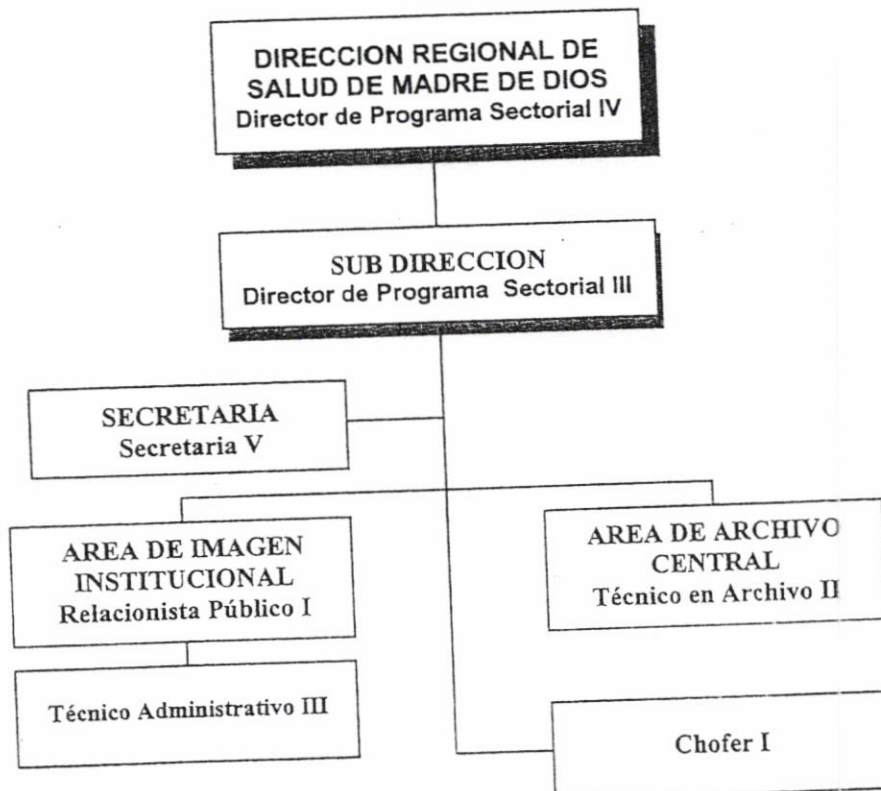 DIRECCION REGIONAL DE
SALUD DE MADRE DE DIOS
Director de Programa Sectorial IV
SUB DIRECCION
Director de Programa Sectorial III
SECRETARIA
Secretaria V
AREA DE IMAGEN
INSTITUCIONAL
Relacionista Público I
AREA DE ARCHIVO
CENTRAL
Técnico en Archivo II
Técnico Administrativo III
Chofer I